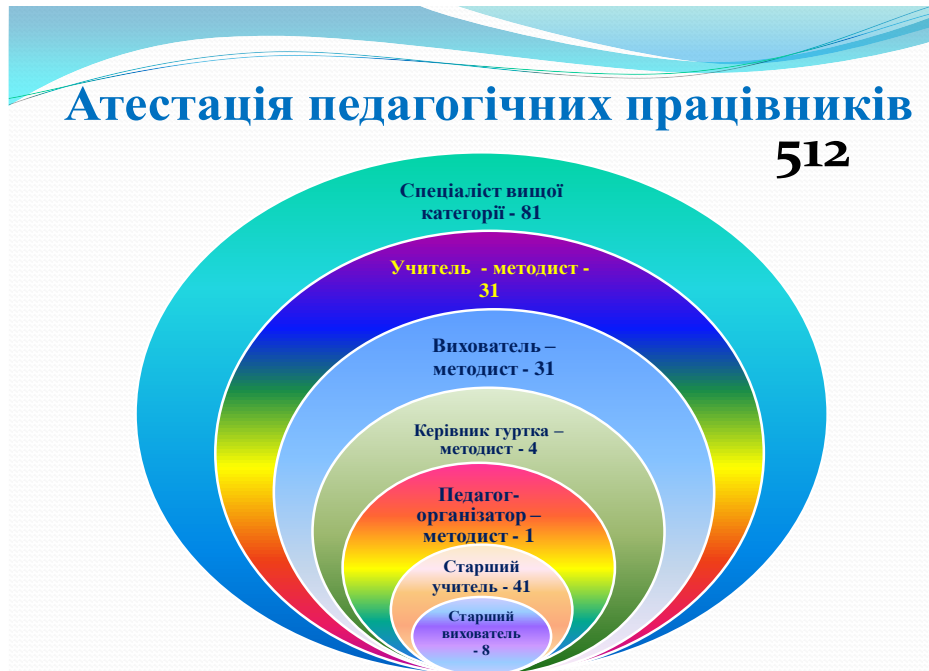 Атестація педагогічних працівників
512
Спеціаліст вищої
категорії - 81
Учитель - методист -
31
Вихователь –
методист - 31
Керівник гуртка –
методист - 4
Педагог-
організатор –
методист - 1
Старший
учитель - 41
Старший
вихователь
- 8